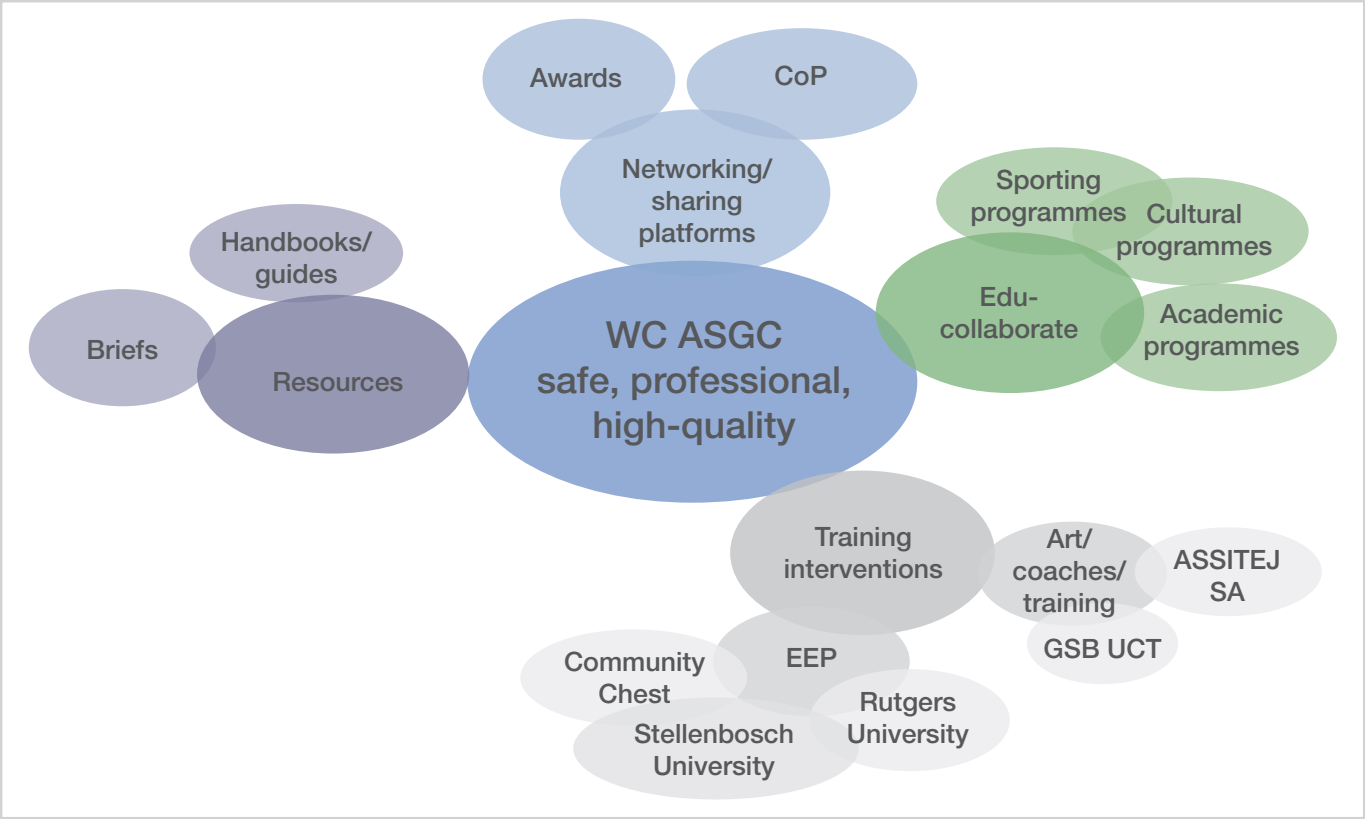 Awards
CoP
Networking/
sharing
platforms
Sporting
programmes
Cultural
programmes
Handbooks/
guides
Briefs
Resources
WC ASGC
safe, professional,
high-quality
Edu-
collaborate
Academic
programmes
Training
interventions
Art/
coaches/
training
ASSITEJ
SA
GSB UCT
Community
Chest
EEP
Rutgers
University
Stellenbosch
University